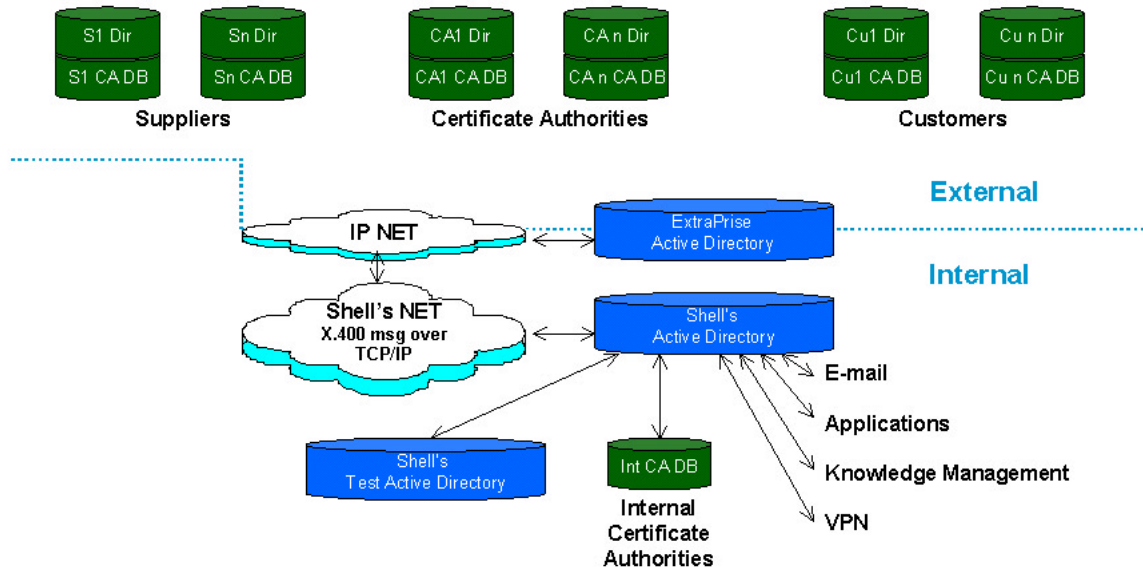 S1 Dir
S1 CA DB
Sn Dir
Sn CA DB
Suppliers
CA1 Dir
CA1 CA DB
CA n Dir
CA n CA DB
Certificate Authorities
Cu1 Dir
Cu1 CA DB
Cu n Dir
Cu n CA DB
Customers
External
IP NET
ExtraPrise
Active Directory
Internal
Shell's NET
X.400 msg over
TCP/IP
Shell's
Active Directory
E-mail
Applications
Knowledge Management
VPN
Shell's
Test Active Directory
Int CA DB
Internal
Certificate
Authorities